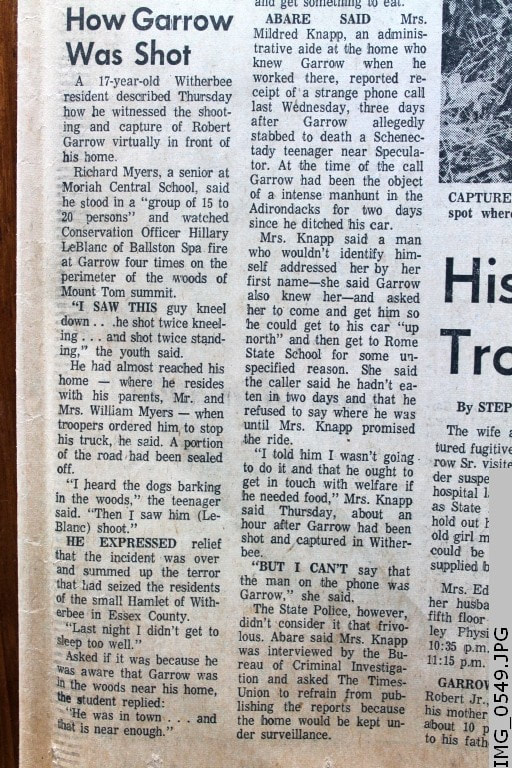 How Garrow
Was Shot
A 17-year-old Witherbee
resident described Thursday
how he witnessed the shoot-
ing and capture of Robert
Garrow virtually in front of
his home.
Richard Myers, a senior at
Moriah Central School, said
he stood in a “group of 15 to
20 persons” and watched
Conservation Officer Hillary
LeBlanc of Ballston Spa fire
at Garrow four times on the
perimeter of the woods of
Mount Tom summit.
“I SAW THIS guy kneel
down . . .he shot twice kneel-
ing . . . and shot twice stand-
ing,” the youth said.
He had almost reached his
home — where he resides
with his parents, Mr. and
Mrs. William Myers — when
troopers ordered him to stop
his truck, he said. A portion
of the road had been sealed
off.
“I heard the dogs barking
in the woods,” the teenager
said. “Then I saw him (Le-
Blanc) shoot.”
HE EXPRESSED relief
that the incident was over
and summed up the terror
that had seized the residents
of the small Hamlet of With-
erbee in Essex County.
“Last night I didn’t get to
sleep too well.”
Asked if it was because he
was aware that Garrow was
in the woods near his home,
the student replied:
“He was in town . . . and
that is near enough.”
and get something to eat.
ABARE SAID Mrs.
Mildred Knapp, an adminis-
trative aide at the home who
knew Garrow when he
worked there, reported re-
ceipt of a strange phone call
last Wednesday, three days
after Garrow allegedly
stabbed to death a Schenec-
tady teenager near Specula-
tor. At the time of the call
Garrow had been the object
of a intense manhunt in the
Adirondacks for two days
since he ditched his car.
Mrs. Knapp said a man
who wouldn’t identify him-
self addressed her by her
first name—she said Garrow
also knew her—and asked
her to come and get him so
he could get to his car “up
north” and then get to Rome
State School for some un-
specified reason. She said
the caller said he hadn’t ea-
ten in two days and that he
refused to say where he was
until Mrs. Knapp promised
the ride.
“I told him I wasn’t going
to do it and that he ought to
get in touch with welfare if
he needed food,” Mrs. Knapp
said Thursday, about an
hour after Garrow had been
shot and captured in Wither-
bee.
“BUT I CAN’T say that
the man on the phone was
Garrow,” she said.
The State Police, however,
didn’t consider it that frivo-
lous. Abare said Mrs. Knapp
was interviewed by the Bu-
reau of Criminal Investiga-
tion and asked The Times-
Union to refrain from pub-
lishing the reports because
the home would be kept un-
der surveillance.
CAPTURE
spot where
His
Tro
By STEP
The wife a
tured fugitive
row Sr. visite
der suspe
hospital
as State
hold out
old girl m
could be
supplied b
Mrs. Ed
her husba
fifth floor
ley Physi
10:35 p.m.
11:15 p.m.
GARROW
Robert Jr.,
his mother
about 10 p
to his fath
IMG_0549.JPG